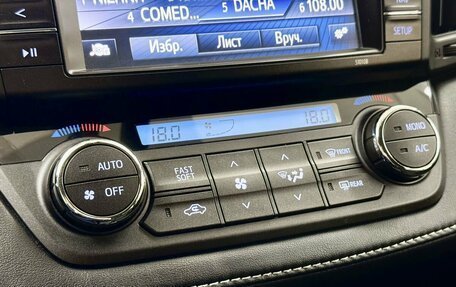 4 COMED... 5 DACHA 6 108.00
Избр. Лист Вруч.
SETUP
18.0 18.0
AUTO
OFF
FAST
SOFT
FRONT
REAR
MONO
A/C